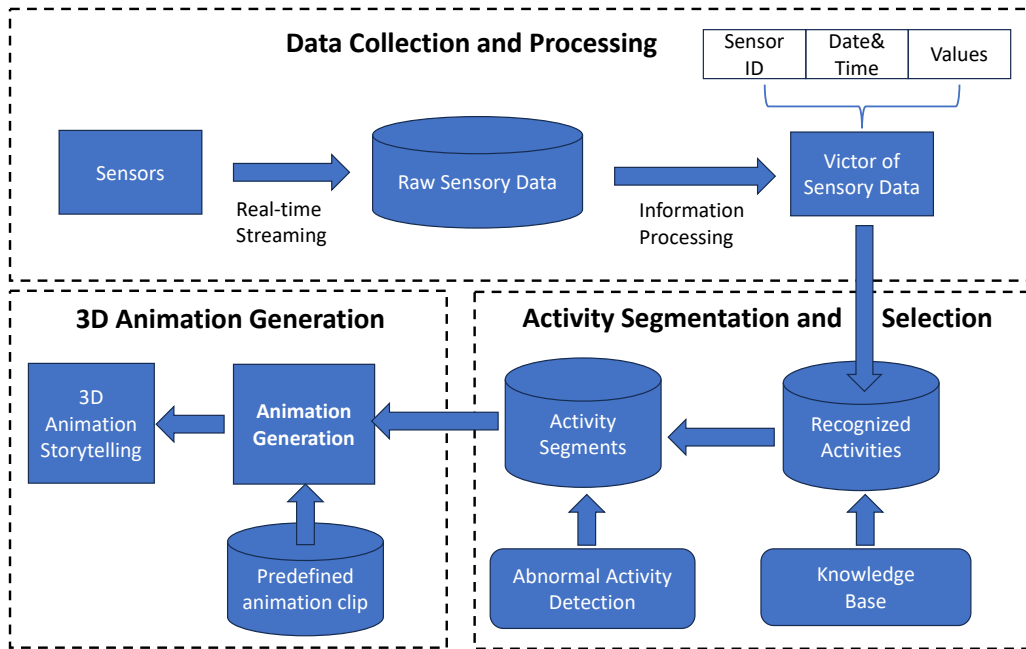 Data Collection and Processing
Sensor
ID
Date&
Time
Values
Sensors
Real-time
Streaming
Raw Sensory Data
Information
Processing
Victor of
Sensory Data
3D Animation Generation
3D
Animation
Storytelling
Animation
Generation
Predefined
animation clip
Activity Segmentation and Selection
Activity
Segments
Recognized
Activities
Abnormal Activity
Detection
Knowledge
Base